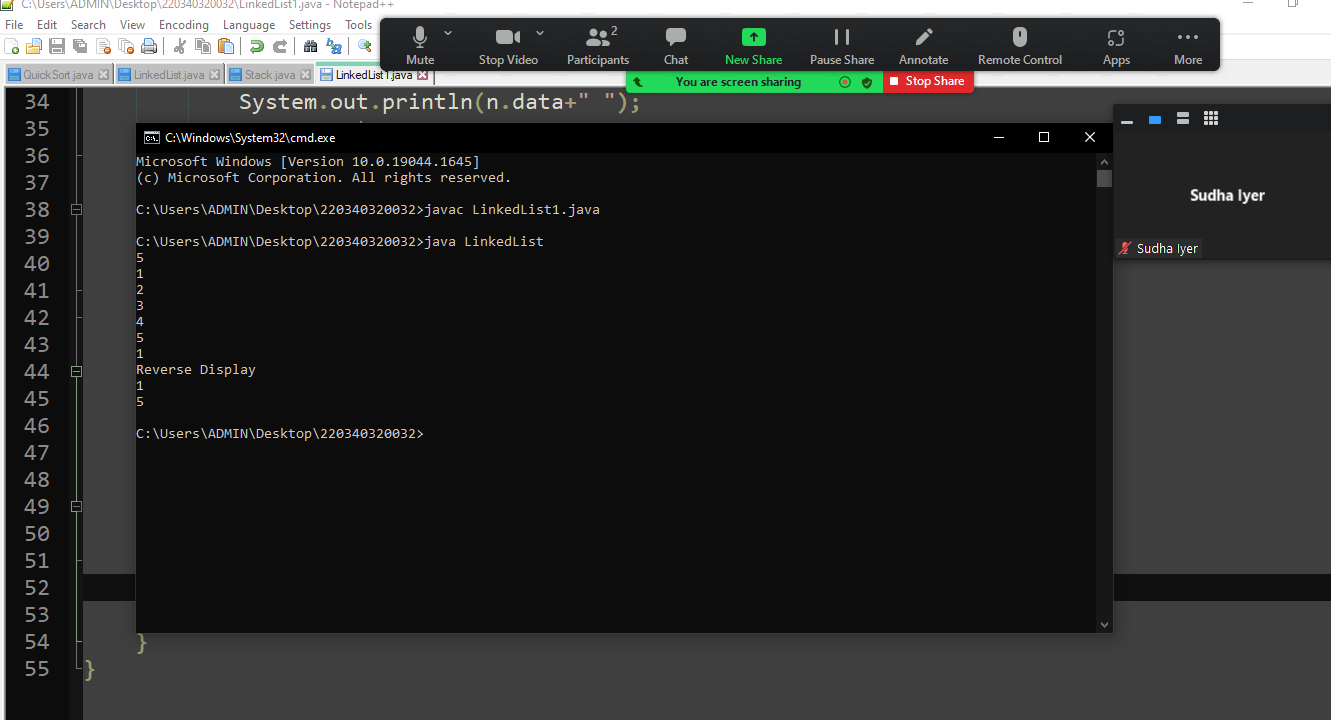 C:\Users\ADMIN\Desktop\220340320032\LinkedList1.java - Notepad++
File Edit Search View Encoding Language Settings Tools
Mute Stop Video Participants 2 Chat New Share Pause Share Annotate Remote Control Apps More
You are screen sharing Stop Share
QuickSort.java LinkedList.java Stack.java LinkedList1.java
34 System.out.println(n.data+" ");
35
C:\Windows\System32\cmd.exe
36 Microsoft Windows [Version 10.0.19044.1645]
37 (c) Microsoft Corporation. All rights reserved.
Sudha Iyer
38 C:\Users\ADMIN\Desktop\220340320032>javac LinkedList1.java
39 C:\Users\ADMIN\Desktop\220340320032>java LinkedList
Sudha Iyer
5
40
1
2
41
3
42
4
5
43
1
44 Reverse Display
1
45
5
46 C:\Users\ADMIN\Desktop\220340320032>
47
48
49
50
51
52
53
54 }
55 }